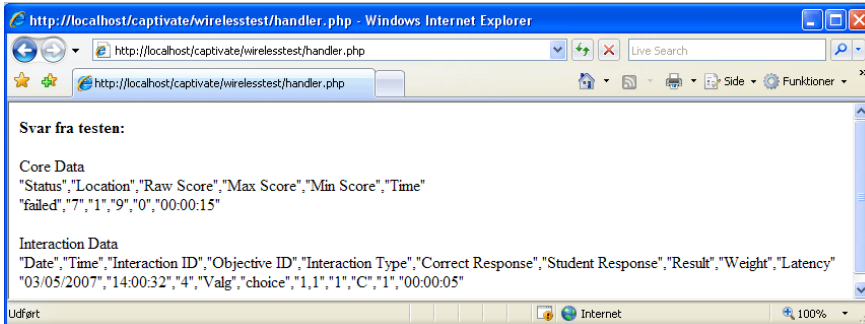 http://localhost/captivate/wirelesstest/handler.php - Windows Internet Explorer
http://localhost/captivate/wirelesstest/handler.php
Live Search
http://localhost/captivate/wirelesstest/handler.php
Side
Funktioner
»
Svar fra testen:
Core Data
"Status","Location","Raw Score","Max Score","Min Score","Time"
"failed","7","1","9","0","00:00:15"
Interaction Data
"Date","Time","Interaction ID","Objective ID","Interaction Type","Correct Response","Student Response","Result","Weight","Latency"
"03/05/2007","14:00:32","4","Valg","choice","1,1","1","C","1","00:00:05"
Udført
Internet
100%